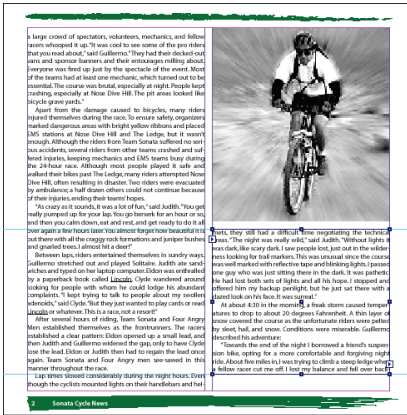 a large crowd of spectators, volunteers, mechanics, and fellow
racers whooped it up. "It was cool to see some of the pro riders
that you read about," said Guillermo. "They had their decked-out
vans and sponsor banners and their entourages milling about.
Everyone was fired up just by the spectacle of the event. Most
of the teams had at least one mechanic, which turned out to be
essential. The course was brutal, especially at night. People kept
crashing, especially at Nose Dive Hill. The pit areas looked like
bicycle grave yards."
Apart from the damage caused to bicycles, many riders
injured themselves during the race. To ensure safety, organizers
marked dangerous areas with bright yellow ribbons and placed
EMS stations at Nose Dive Hill and The Ledge, but it wasn't
enough. Although the riders from Team Sonata suffered no seri-
ous accidents, several riders from other teams crashed and suf-
fered injuries, keeping mechanics and EMS teams busy during
the 24-hour race. Although most people played it safe and
walked their bikes past The Ledge, many riders attempted Nose
Dive Hill, often resulting in disaster. Two riders were evacuated
by ambulance; a half dozen others could not continue because
of their injuries, ending their teams' hopes.
"As crazy as it sounds, it was a lot of fun," said Judith. "You get
really pumped up for your leg. You go berserk for an hour or so,
and then you calm down, eat and rest, and get ready to do it all
over again a few hours later. You almost forget how beautiful it is
out there with all the craggy rock formations and juniper bushes
and gnarled trees. I almost hit a deer!"
Between laps, riders entertained themselves in sundry ways.
Guillermo stretched out and played Solitaire. Judith ate sand-
wiches and typed on her laptop computer. Eldon was enthralled
by a paperback book called Lincoln. Clyde wandered around
looking for people with whom he could lodge his abundant
complaints. "I kept trying to talk to people about my swollen
adenoids," said Clyde. "But they just wanted to play cards or read
Lincoln or whatever. This is a race, not a resort!"
After several hours of riding, Team Sonata and Four Angry
Men established themselves as the frontrunners. The racers
established a clear pattern: Eldon opened up a small lead, and
then Judith and Guillermo widened the gap, only to have Clyde
lose the lead. Eldon or Judith then had to regain the lead once
again. Team Sonata and Four Angry men see-sawed in this
manner throughout the race.
Lap times slowed considerably during the night hours. Even
though the cyclists mounted lights on their handlebars and hel-
mets, they still had a difficult time negotiating the technical
areas. "The night was really wild," said Judith. "Without lights it
was dark, like scary dark. I saw people lost, just out in the wilder-
ness looking for trail markers. This was unusual since the course
was well marked with reflective tape and blinking lights. I passed
one guy who was just sitting there in the dark. It was pathetic.
He had lost both sets of lights and all his hope. I stopped and
offered him my backup penlight, but he just sat there with a
dazed look on his face. It was surreal."
At about 4:30 in the morning, a freak storm caused temper-
atures to drop to about 20 degrees Fahrenheit. A thin layer of
snow covered the course as the unfortunate riders were pelted
by sleet, hail, and snow. Conditions were miserable. Guillermo
described his adventure:
"Towards the end of the night I borrowed a friend's suspen-
sion bike, opting for a more comfortable and forgiving night
ride. About five miles in, I was trying to climb a steep ledge when
a fellow racer cut me off. I lost my balance and fell over back-
2 Sonata Cycle News